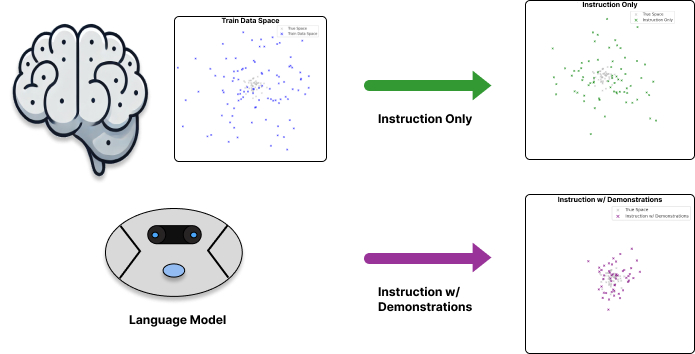 Train Data Space
True Space
Train Data Space
Instruction Only
Instruction Only
True Space
Instruction Only
Language Model
Instruction w/
Demonstrations
Instruction w/ Demonstrations
True Space
Instruction w/ Demonstrations